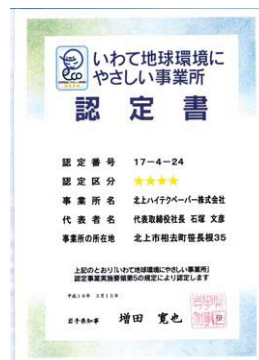 いわて地球環境に
やさしい事業所
eco
認定書
認定番号 17-4-24
認定区分 ★★★★
事業所名 北上ハイテクペーパー株式会社
代表者名 代表取締役社長 石塚 文彦
事業所の所在地 北上市相去町笹長根35
上記のとおり「いわて地球環境にやさしい事業所」
認定事業実施要領第5の規定により認定します
岩手県知事 増田 寛也